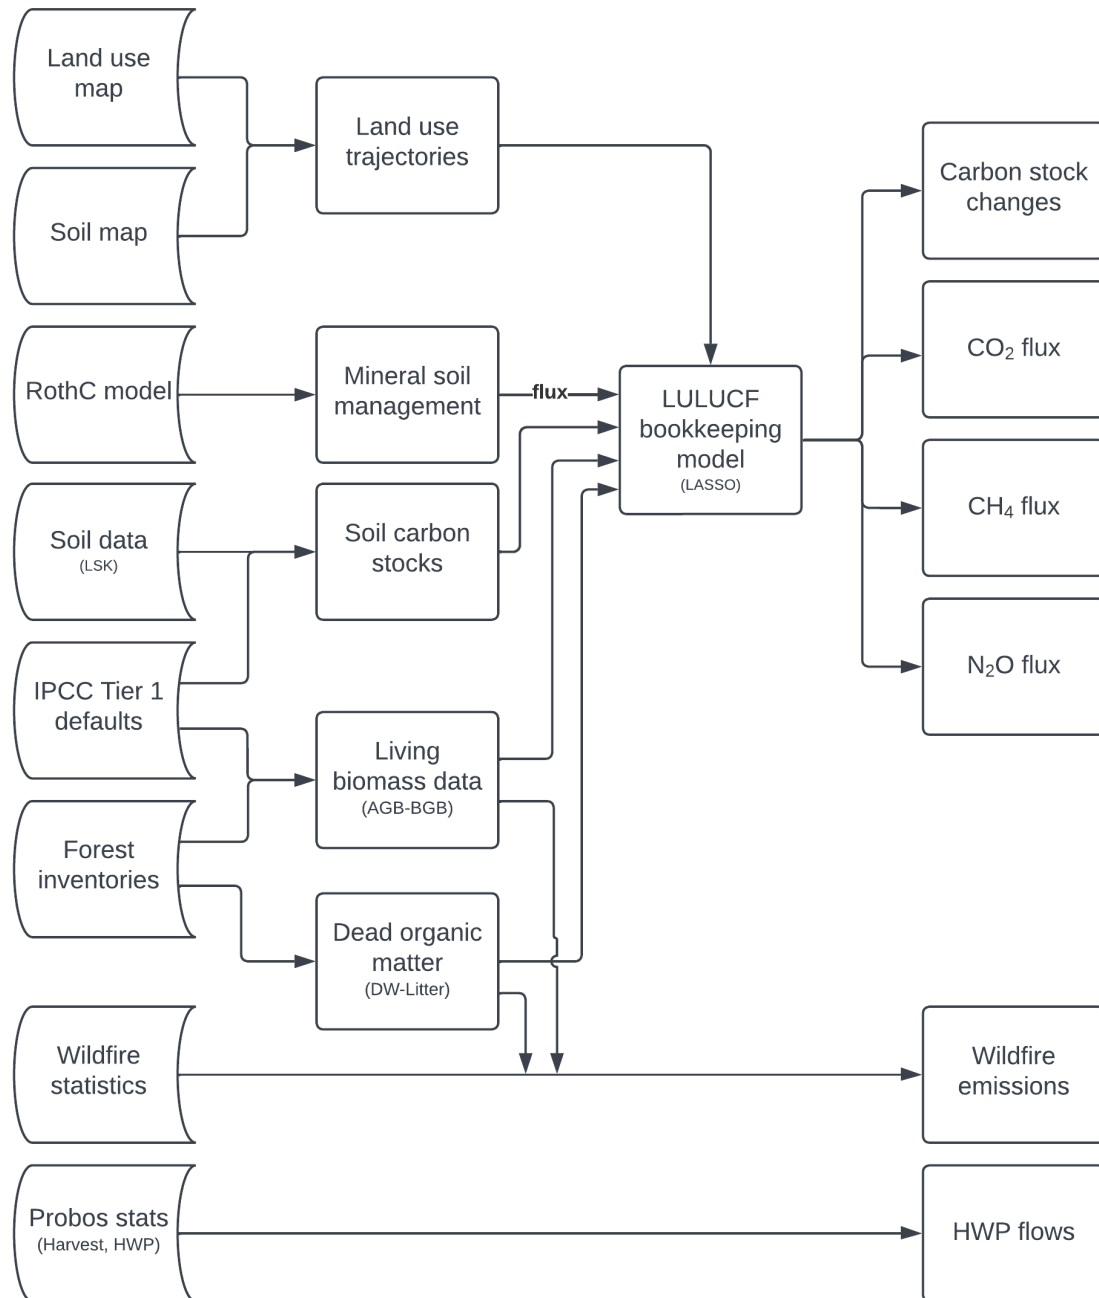 Land use
map
Soil map
RothC model
Soil data
(LSK)
IPCC Tier 1
defaults
Forest
inventories
Wildfire
statistics
Probos stats
(Harvest, HWP)
Land use
trajectories
Mineral soil
management
flux
Soil carbon
stocks
Living
biomass data
(AGB-BGB)
Dead organic
matter
(DW-Litter)
LULUCF
bookkeeping
model
(LASSO)
Carbon stock
changes
CO₂ flux
CH₄ flux
N₂O flux
Wildfire
emissions
HWP flows